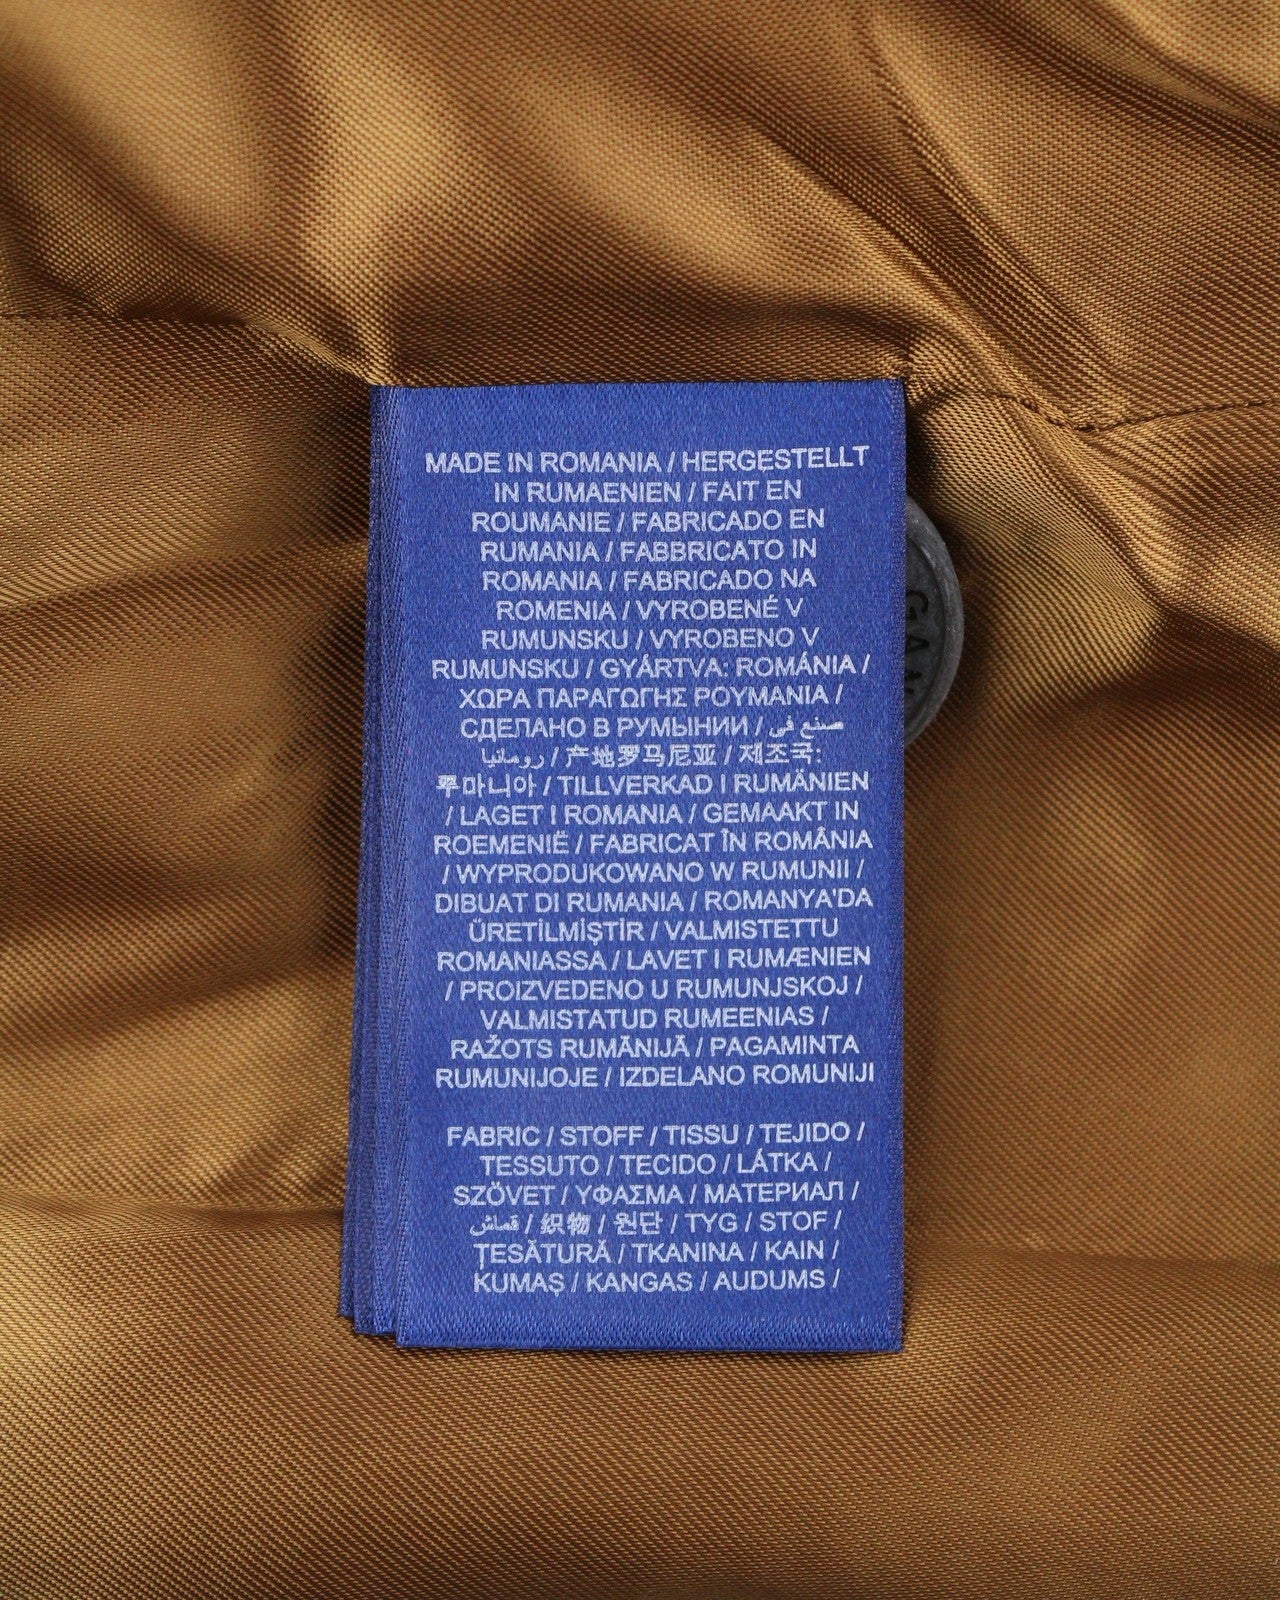 MADE IN ROMANIA / HERGESTELLT
IN RUMAENIEN / FAIT EN
ROUMANIE / FABRICADO EN
RUMANIA / FABBRICATO IN
ROMANIA / FABRICADO NA
ROMENIA / VYROBENÉ V
RUMUNSKU / VYROBENO V
RUMUNSKU / GYÁRTVA: ROMÁNIA /
ΧΩΡΑ ΠΑΡΑΓΩΓΗΣ ΡΟΥΜΑΝΙΑ /
СДЕЛАНО В РУМЫНИИ / صنع في
رومانيا / 产地罗马尼亚 / 제조국:
루마니아 / TILLVERKAD I RUMÄNIEN
/ LAGET I ROMANIA / GEMAAKT IN
ROEMENIË / FABRICAT ÎN ROMÂNIA
/ WYPRODUKOWANO W RUMUNII /
DIBUAT DI RUMANIA / ROMANYA'DA
ÜRETİLMİŞTİR / VALMISTETTU
ROMANIASSA / LAVET I RUMÆNIEN
/ PROIZVEDENO U RUMUNJSKOJ /
VALMISTATUD RUMEENIAS /
RAŽOTS RUMĀNIJĀ / PAGAMINTA
RUMUNIJOJE / IZDELANO ROMUNIJI
FABRIC / STOFF / TISSU / TEJIDO /
TESSUTO / TECIDO / LÁTKA /
SZÖVET / ΥΦΑΣΜΑ / МАТЕРИАЛ /
قماش / 织物 / 원단 / TYG / STOF /
ŢESĂTURĂ / TKANINA / KAIN /
KUMAŞ / KANGAS / AUDUMS /